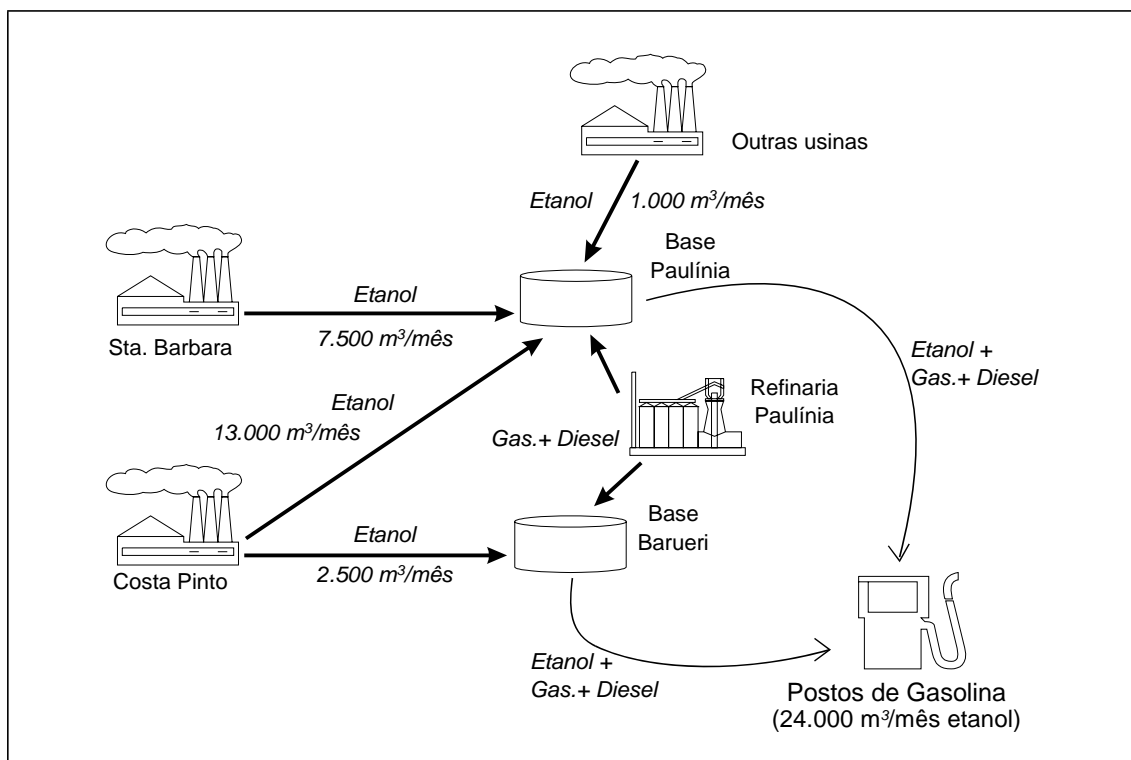 Outras usinas
Etanol
1.000 m³/mês
Base
Paulínia
Etanol
7.500 m³/mês
Sta. Barbara
Etanol +
Gas.+ Diesel
Etanol
13.000 m³/mês
Refinaria
Paulínia
Gas.+ Diesel
Base
Barueri
Etanol
2.500 m³/mês
Costa Pinto
Etanol +
Gas.+ Diesel
Postos de Gasolina
(24.000 m³/mês etanol)